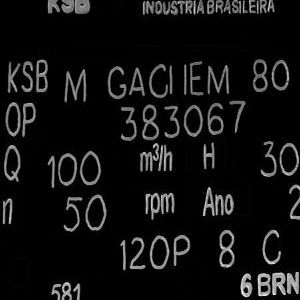 KSB INDUSTRIA BRASILEIRA
KSB M GACI IEM 80
OP 383067
Q 100 m³/h H 30
n 50 rpm Ano 2
120P 8 C
581 6 BRN